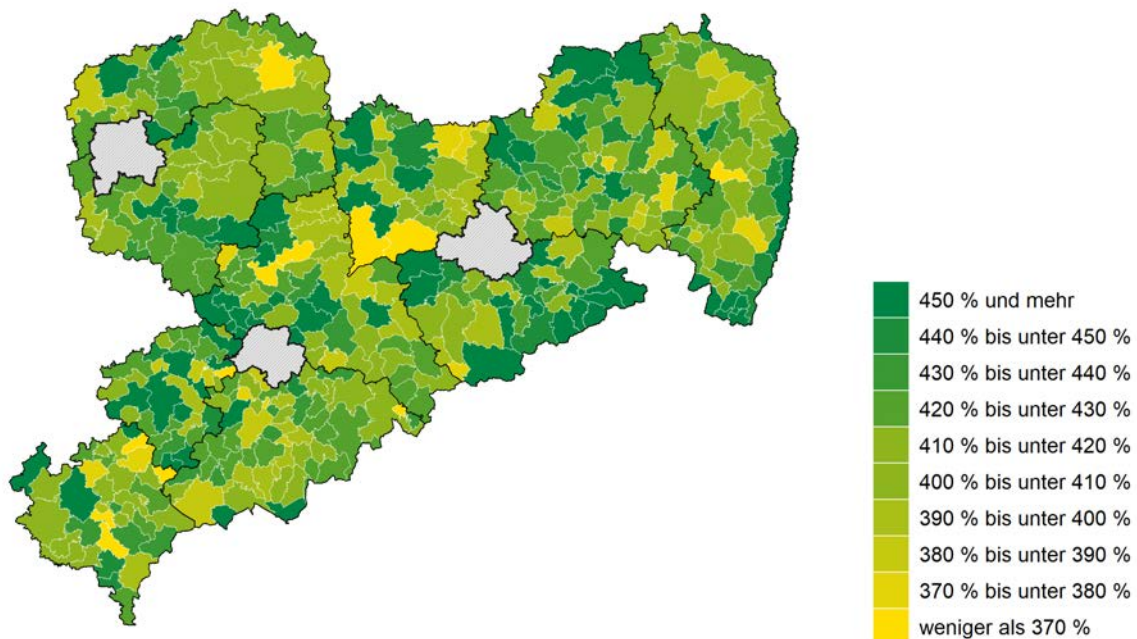 450 % und mehr
440 % bis unter 450 %
430 % bis unter 440 %
420 % bis unter 430 %
410 % bis unter 420 %
400 % bis unter 410 %
390 % bis unter 400 %
380 % bis unter 390 %
370 % bis unter 380 %
weniger als 370 %